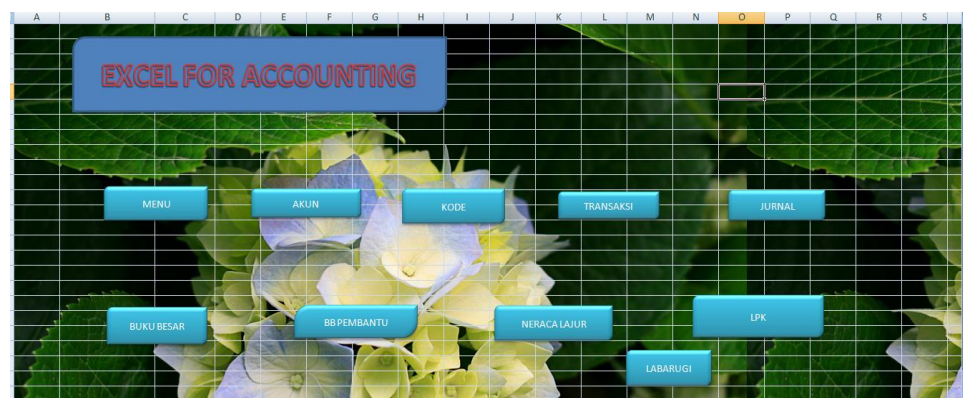 A B C D E F G H I J K L M N O P Q R S
EXCEL FOR ACCOUNTING
MENU
AKUN
KODE
TRANSAKSI
JURNAL
BUKU BESAR
BB PEMBANTU
NERACA LAJUR
LPK
LABARUGI